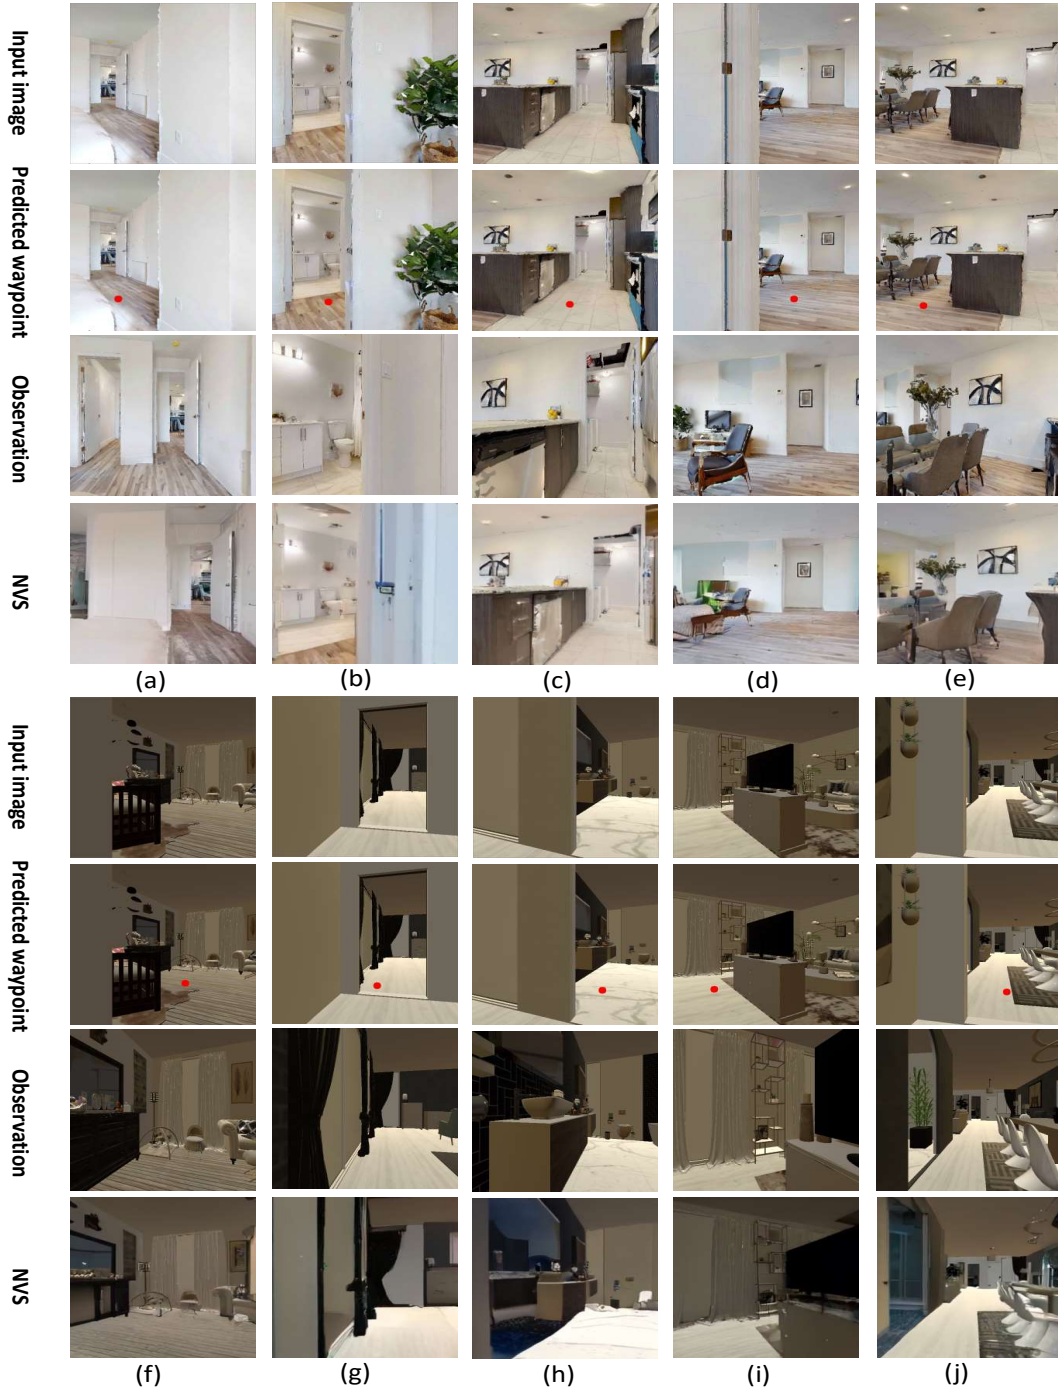 Input image
Predicted waypoint
Observation
NVS
(a) (b) (c) (d) (e)
Input image
Predicted waypoint
Observation
NVS
(f) (g) (h) (i) (j)